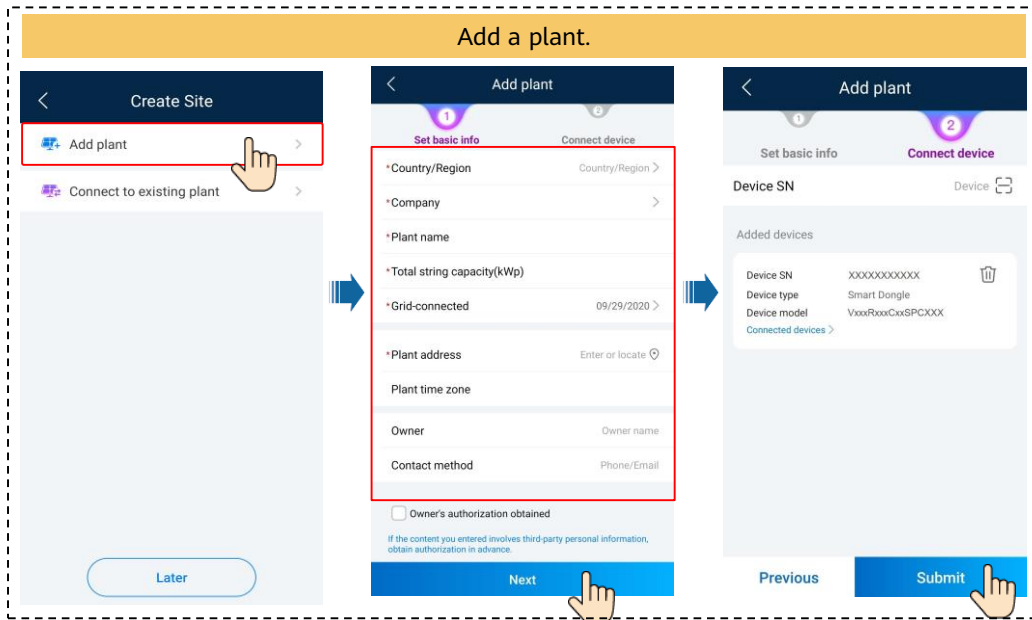 Add a plant.
Create Site
Add plant
Connect to existing plant
Later
Add plant
1
2
Set basic info
Connect device
*Country/Region
Country/Region
*Company
*Plant name
*Total string capacity(kWp)
*Grid-connected
09/29/2020
*Plant address
Enter or locate
Plant time zone
Owner
Owner name
Contact method
Phone/Email
Owner's authorization obtained
If the content you entered involves third-party personal information,
obtain authorization in advance.
Next
Add plant
1
2
Set basic info
Connect device
Device SN
Device
Added devices
Device SN
XXXXXXXXXXX
Device type
Smart Dongle
Device model
VxxxRxxxCxxSPCXXX
Connected devices
Previous
Submit